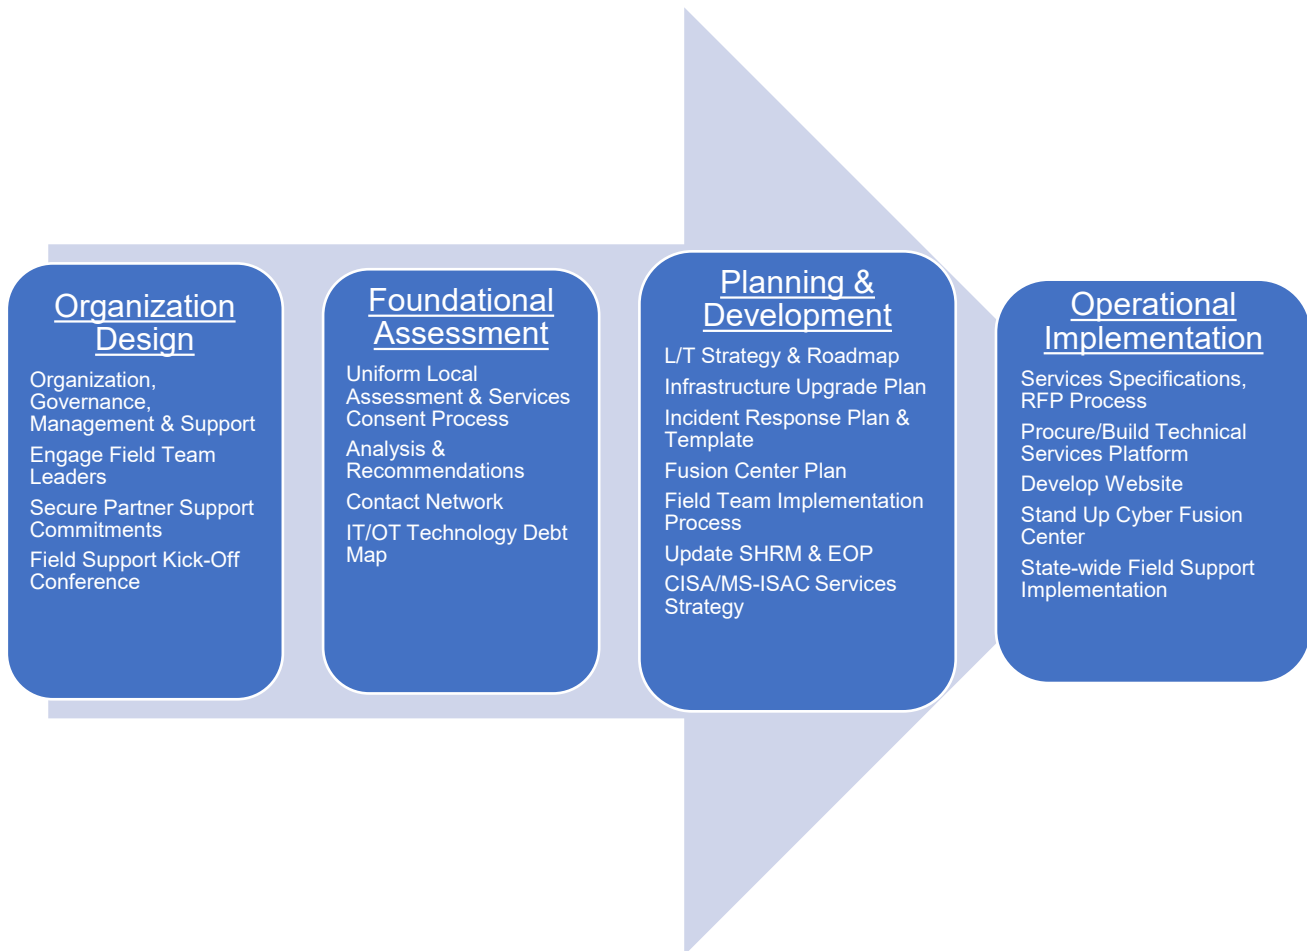 Organization
Design
Organization,
Governance,
Management & Support
Engage Field Team
Leaders
Secure Partner Support
Commitments
Field Support Kick-Off
Conference
Foundational
Assessment
Uniform Local
Assessment & Services
Consent Process
Analysis &
Recommendations
Contact Network
IT/OT Technology Debt
Map
Planning &
Development
L/T Strategy & Roadmap
Infrastructure Upgrade Plan
Incident Response Plan &
Template
Fusion Center Plan
Field Team Implementation
Process
Update SHRM & EOP
CISA/MS-ISAC Services
Strategy
Operational
Implementation
Services Specifications,
RFP Process
Procure/Build Technical
Services Platform
Develop Website
Stand Up Cyber Fusion
Center
State-wide Field Support
Implementation